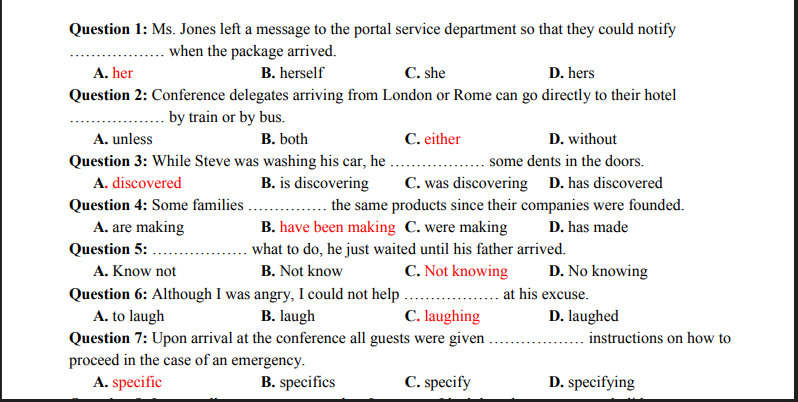 Question 1: Ms. Jones left a message to the portal service department so that they could notify
................. when the package arrived.
A. her B. herself C. she D. hers
Question 2: Conference delegates arriving from London or Rome can go directly to their hotel
................. by train or by bus.
A. unless B. both C. either D. without
Question 3: While Steve was washing his car, he ................. some dents in the doors.
A. discovered B. is discovering C. was discovering D. has discovered
Question 4: Some families .............. the same products since their companies were founded.
A. are making B. have been making C. were making D. has made
Question 5: ................. what to do, he just waited until his father arrived.
A. Know not B. Not know C. Not knowing D. No knowing
Question 6: Although I was angry, I could not help ................. at his excuse.
A. to laugh B. laugh C. laughing D. laughed
Question 7: Upon arrival at the conference all guests were given ................. instructions on how to
proceed in the case of an emergency.
A. specific B. specifics C. specify D. specifying